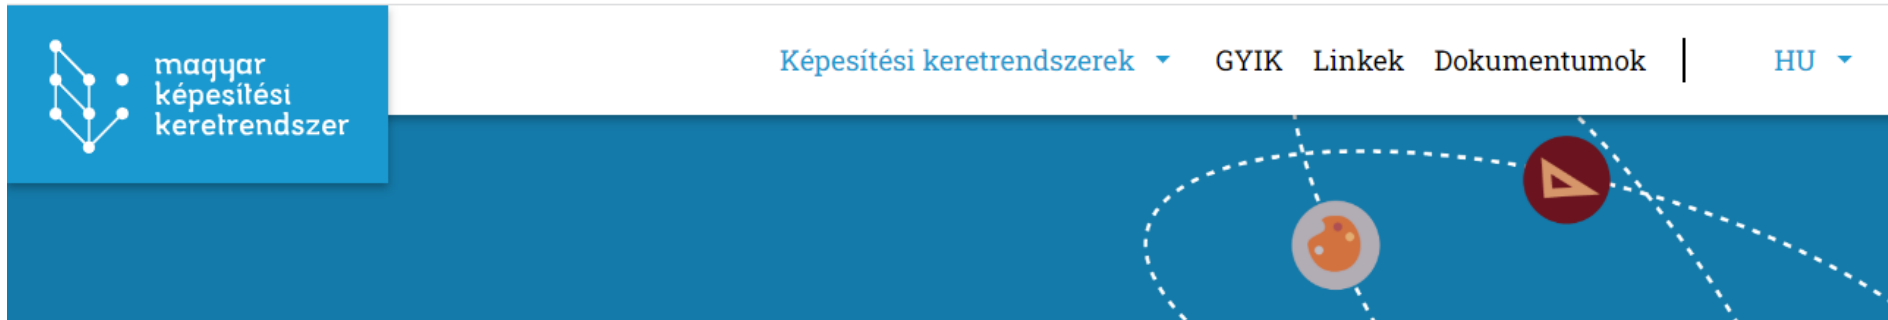 magyar
képesítési
keretrendszer
Képesítési keretrendszerek GYIK Linkek Dokumentumok HU